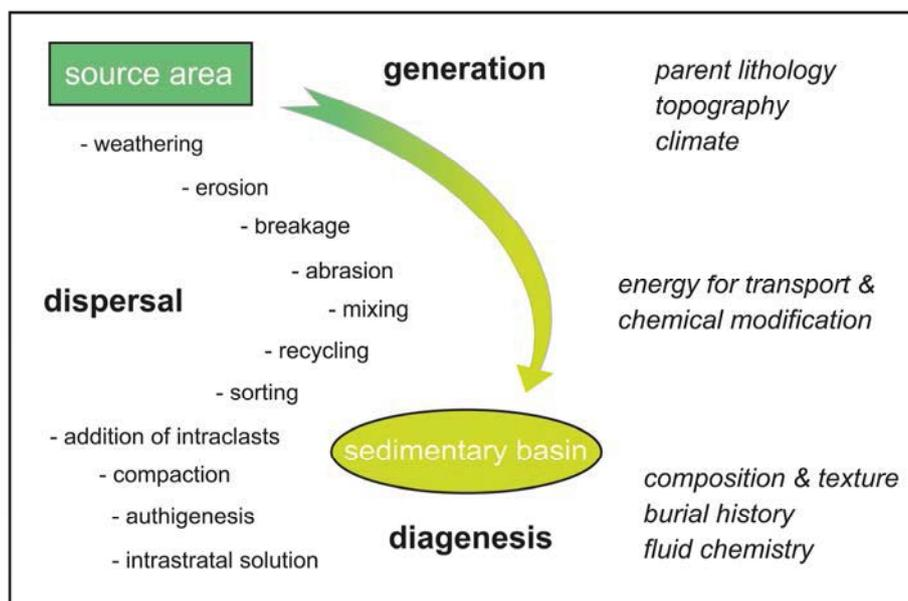 source area
generation
parent lithology
topography
climate
- weathering
- erosion
- breakage
- abrasion
- mixing
- recycling
- sorting
- addition of intraclasts
- compaction
- authigenesis
- intrastratal solution
dispersal
energy for transport &
chemical modification
sedimentary basin
diagenesis
composition & texture
burial history
fluid chemistry